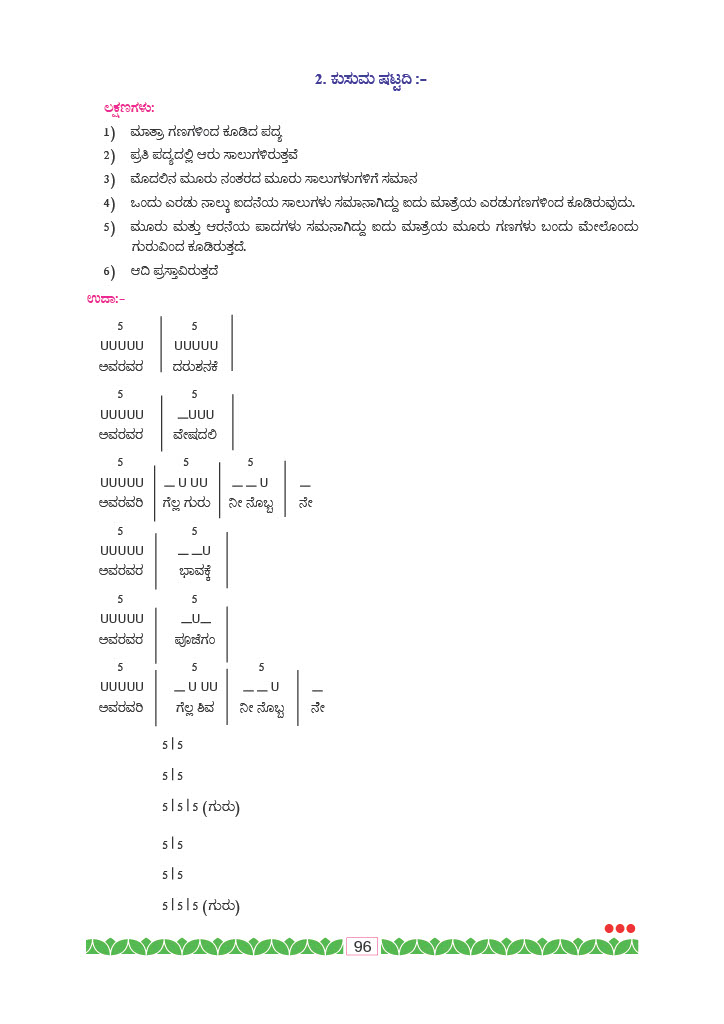 2. ಕುಸುಮ ಷಟ್ಪದಿ :–
ಲಕ್ಷಣಗಳು:
1) ಮಾತ್ರಾ ಗಣಗಳಿಂದ ಕೂಡಿದ ಪದ್ಯ
2) ಪ್ರತಿ ಪದ್ಯದಲ್ಲಿ ಆರು ಸಾಲುಗಳಿರುತ್ತವೆ
3) ಮೊದಲಿನ ಮೂರು ನಂತರದ ಮೂರು ಸಾಲುಗಳುಗಳಿಗೆ ಸಮಾನ
4) ಒಂದು ಎರಡು ನಾಲ್ಕು ಐದನೆಯ ಸಾಲುಗಳು ಸಮಾನಾಗಿದ್ದು ಐದು ಮಾತ್ರೆಯ ಎರಡುಗಣಗಳಿಂದ ಕೂಡಿರುವುದು.
5) ಮೂರು ಮತ್ತು ಆರನೆಯ ಪಾದಗಳು ಸಮನಾಗಿದ್ದು ಐದು ಮಾತ್ರೆಯ ಮೂರು ಗಣಗಳು ಬಂದು ಮೇಲೊಂದು
ಗುರುವಿಂದ ಕೂಡಿರುತ್ತದೆ.
6) ಆದಿ ಪ್ರಸ್ತಾವಿರುತ್ತದೆ
ಉದಾ:–
5 | 5 |
UUUUU | UUUUU |
ಅವರವರ | ದರುಶನಕೆ |
5 | 5 |
UUUUU | —UUU |
ಅವರವರ | ವೇಷದಲಿ |
5 | 5 | 5 |
UUUUU | — U UU | — — U | —
ಅವರವರಿ | ಗೆಲ್ಲ ಗುರು | ನೀ ನೊಬ್ಬ | ನೇ
5 | 5 |
UUUUU | — —U |
ಅವರವರ | ಭಾವಕ್ಕೆ |
5 | 5 |
UUUUU | —U— |
ಅವರವರ | ಪೂಜೆಗಂ |
5 | 5 | 5 |
UUUUU | — U UU | — — U | —
ಅವರವರಿ | ಗೆಲ್ಲ ಶಿವ | ನೀ ನೊಬ್ಬ | ನೇ
5 | 5
5 | 5
5 | 5 | 5 (ಗುರು)
5 | 5
5 | 5
5 | 5 | 5 (ಗುರು)
96